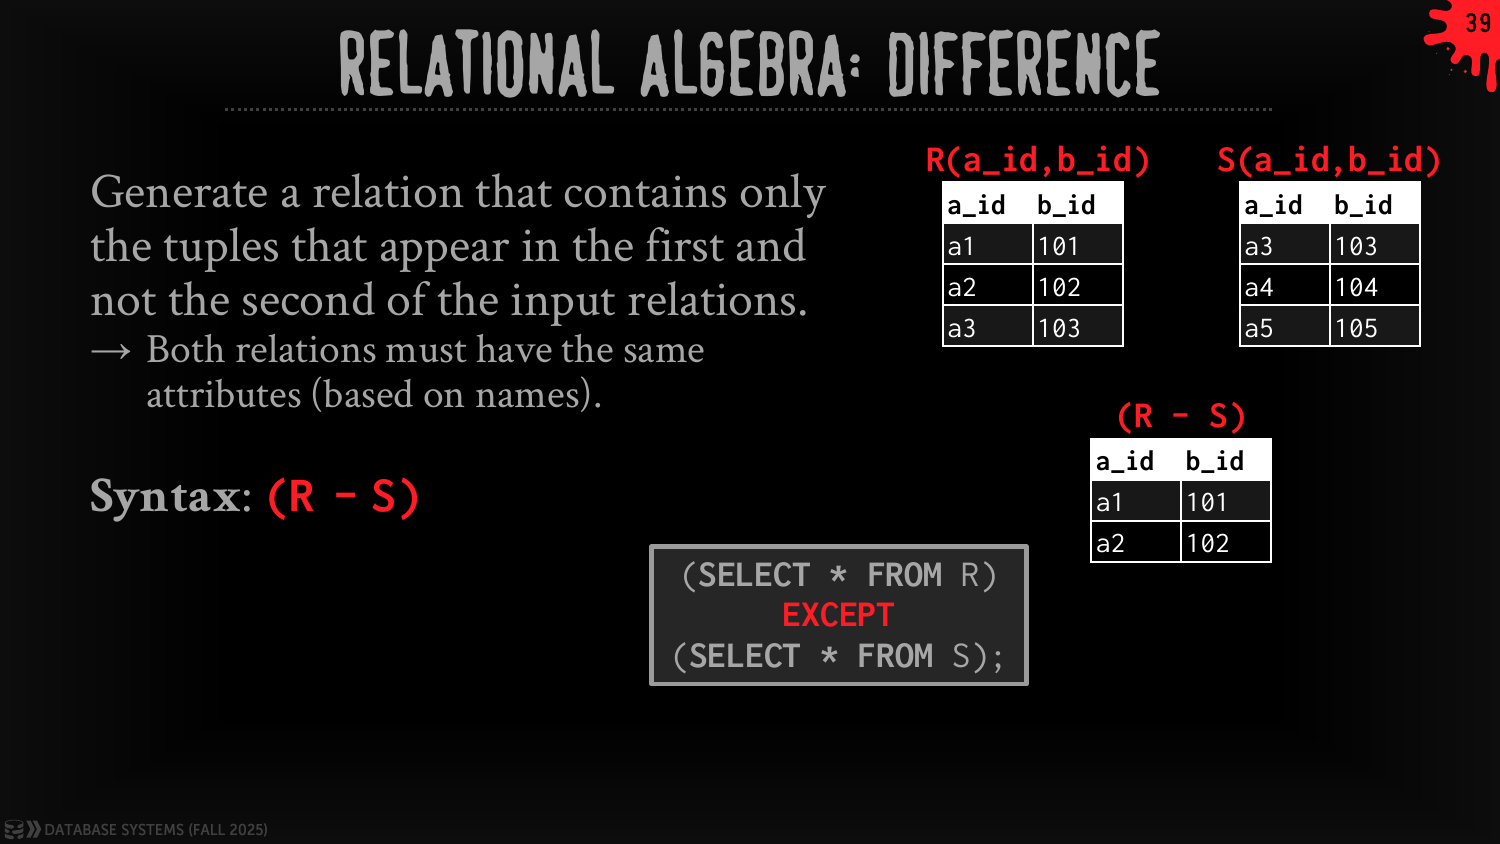 39
RELATIONAL ALGEBRA: DIFFERENCE
Generate a relation that contains only
the tuples that appear in the first and
not the second of the input relations.
→ Both relations must have the same
attributes (based on names).
Syntax: (R – S)
R(a_id,b_id)
a_id b_id
a1 101
a2 102
a3 103
S(a_id,b_id)
a_id b_id
a3 103
a4 104
a5 105
(R – S)
a_id b_id
a1 101
a2 102
(SELECT * FROM R)
EXCEPT
(SELECT * FROM S);
DATABASE SYSTEMS (FALL 2025)